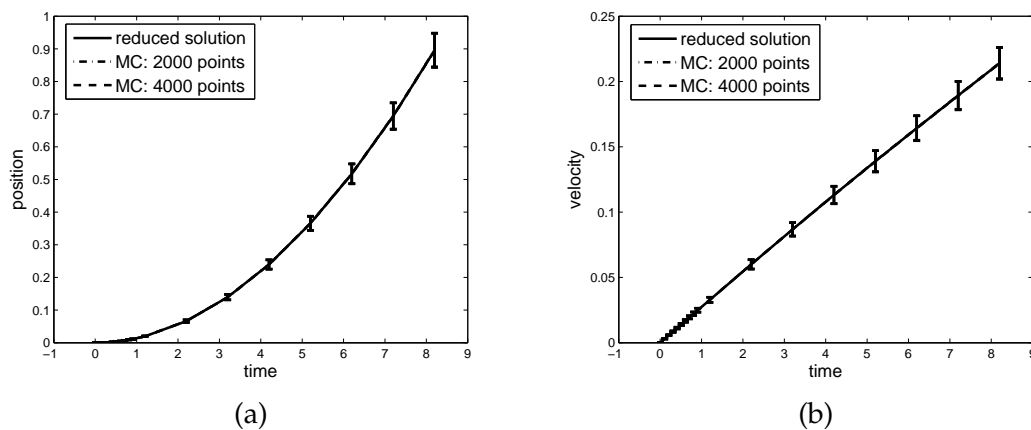 1
0.9
0.8
0.7
0.6
0.5
0.4
0.3
0.2
0.1
0
position
reduced solution
MC: 2000 points
MC: 4000 points
−1 0 1 2 3 4 5 6 7 8 9
time
(a)
0.25
0.2
0.15
0.1
0.05
0
velocity
reduced solution
MC: 2000 points
MC: 4000 points
−1 0 1 2 3 4 5 6 7 8 9
time
(b)